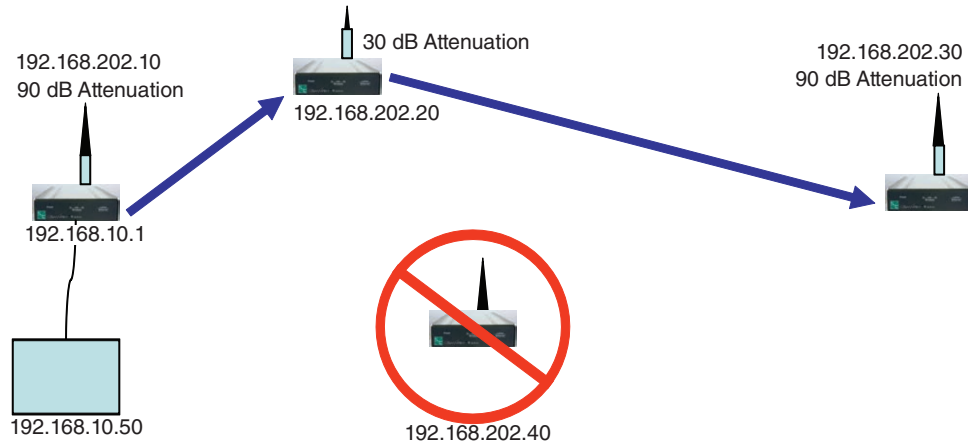 192.168.202.10
90 dB Attenuation
192.168.10.1
192.168.10.50
30 dB Attenuation
192.168.202.20
192.168.202.40
192.168.202.30
90 dB Attenuation